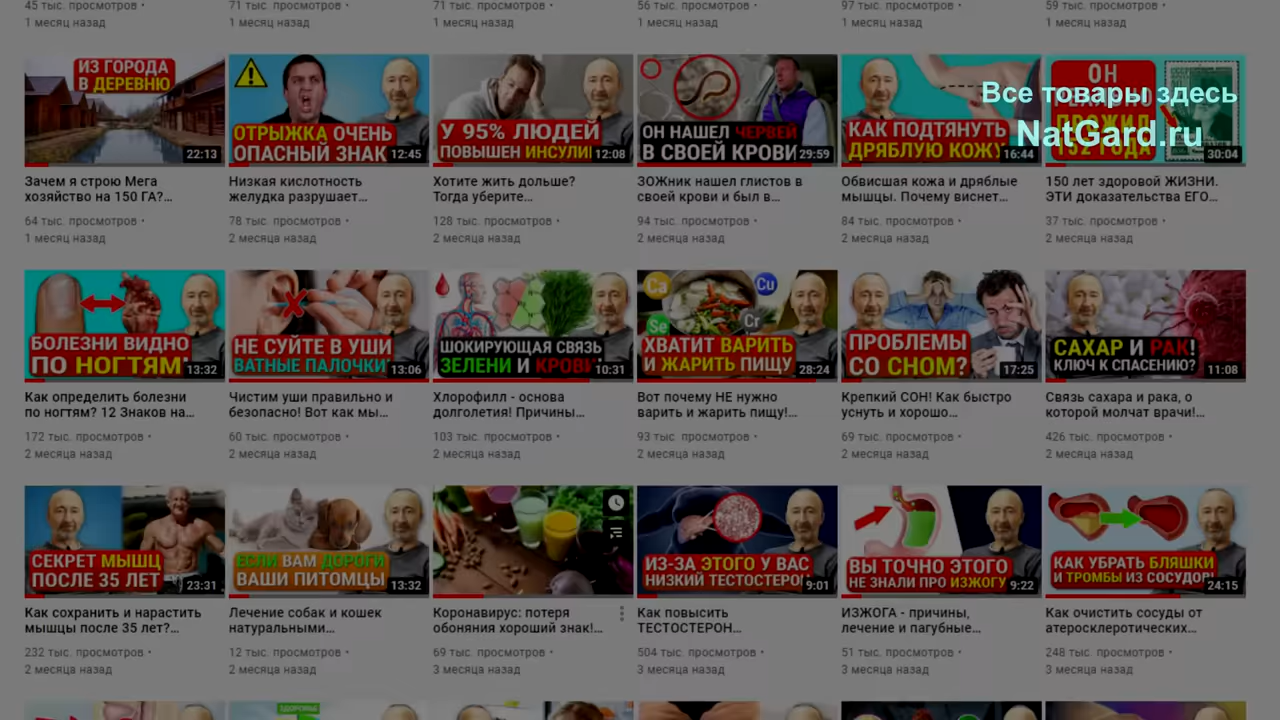 45 тыс. просмотров •
1 месяц назад
71 тыс. просмотров •
1 месяц назад
71 тыс. просмотров •
1 месяц назад
56 тыс. просмотров •
1 месяц назад
97 тыс. просмотров •
1 месяц назад
59 тыс. просмотров •
1 месяц назад
Все товары здесь
NatGard.ru
ИЗ ГОРОДА
В ДЕРЕВНЮ
22:13
Зачем я строю Мега
хозяйство на 150 ГА?...
64 тыс. просмотров •
1 месяц назад
ОТРЫЖКА ОЧЕНЬ
ОПАСНЫЙ ЗНАК
12:45
Низкая кислотность
желудка разрушает...
78 тыс. просмотров •
2 месяца назад
У 95% ЛЮДЕЙ
ПОВЫШЕН ИНСУЛИ
12:08
Хотите жить дольше?
Тогда уберите...
128 тыс. просмотров •
2 месяца назад
ОН НАШЕЛ ЧЕРВЕЙ
В СВОЕЙ КРОВИ
29:59
ЗОЖник нашел глистов в
своей крови и был в...
94 тыс. просмотров •
2 месяца назад
КАК ПОДТЯНУТЬ
ДРЯБЛУЮ КОЖУ
16:44
Обвисшая кожа и дряблые
мышцы. Почему виснет...
84 тыс. просмотров •
2 месяца назад
ОН
ПРОЖИЛ
152 ГОДА
30:04
150 лет здоровой ЖИЗНИ.
ЭТИ доказательства ЕГО...
37 тыс. просмотров •
2 месяца назад
БОЛЕЗНИ ВИДНО
ПО НОГТЯМ
13:32
Как определить болезни
по ногтям? 12 Знаков на...
172 тыс. просмотров •
2 месяца назад
НЕ СУЙТЕ В УШИ
ВАТНЫЕ ПАЛОЧКИ
13:06
Чистим уши правильно и
безопасно! Вот как мы...
60 тыс. просмотров •
2 месяца назад
ШОКИРУЮЩАЯ СВЯЗЬ
ЗЕЛЕНИ И КРОВИ
10:31
Хлорофилл - основа
долголетия! Причины...
103 тыс. просмотров •
2 месяца назад
Ca
Cu
Se
Cr
ХВАТИТ ВАРИТЬ
И ЖАРИТЬ ПИЩУ
28:24
Вот почему НЕ нужно
варить и жарить пищу!...
93 тыс. просмотров •
2 месяца назад
ПРОБЛЕМЫ
СО СНОМ?
17:25
Крепкий СОН! Как быстро
уснуть и хорошо...
69 тыс. просмотров •
2 месяца назад
САХАР И РАК!
КЛЮЧ К СПАСЕНИЮ?
11:08
Связь сахара и рака, о
которой молчат врачи!...
426 тыс. просмотров •
2 месяца назад
СЕКРЕТ МЫШЦ
ПОСЛЕ 35 ЛЕТ
23:31
Как сохранить и нарастить
мышцы после 35 лет?...
232 тыс. просмотров •
2 месяца назад
ЕСЛИ ВАМ ДОРОГИ
ВАШИ ПИТОМЦЫ
13:32
Лечение собак и кошек
натуральными...
12 тыс. просмотров •
2 месяца назад
Коронавирус: потеря
обоняния хороший знак!...
69 тыс. просмотров •
3 месяца назад
ИЗ-ЗА ЭТОГО У ВАС
НИЗКИЙ ТЕСТОСТЕРОН
9:01
Как повысить
ТЕСТОСТЕРОН...
504 тыс. просмотров •
3 месяца назад
ВЫ ТОЧНО ЭТОГО
НЕ ЗНАЛИ ПРО ИЗЖОГУ
9:22
ИЗЖОГА - причины,
лечение и пагубные...
51 тыс. просмотров •
3 месяца назад
КАК УБРАТЬ БЛЯШКИ
И ТРОМБЫ ИЗ СОСУДОВ
24:15
Как очистить сосуды от
атеросклеротических...
248 тыс. просмотров •
3 месяца назад
ЗДОРОВЬЕ